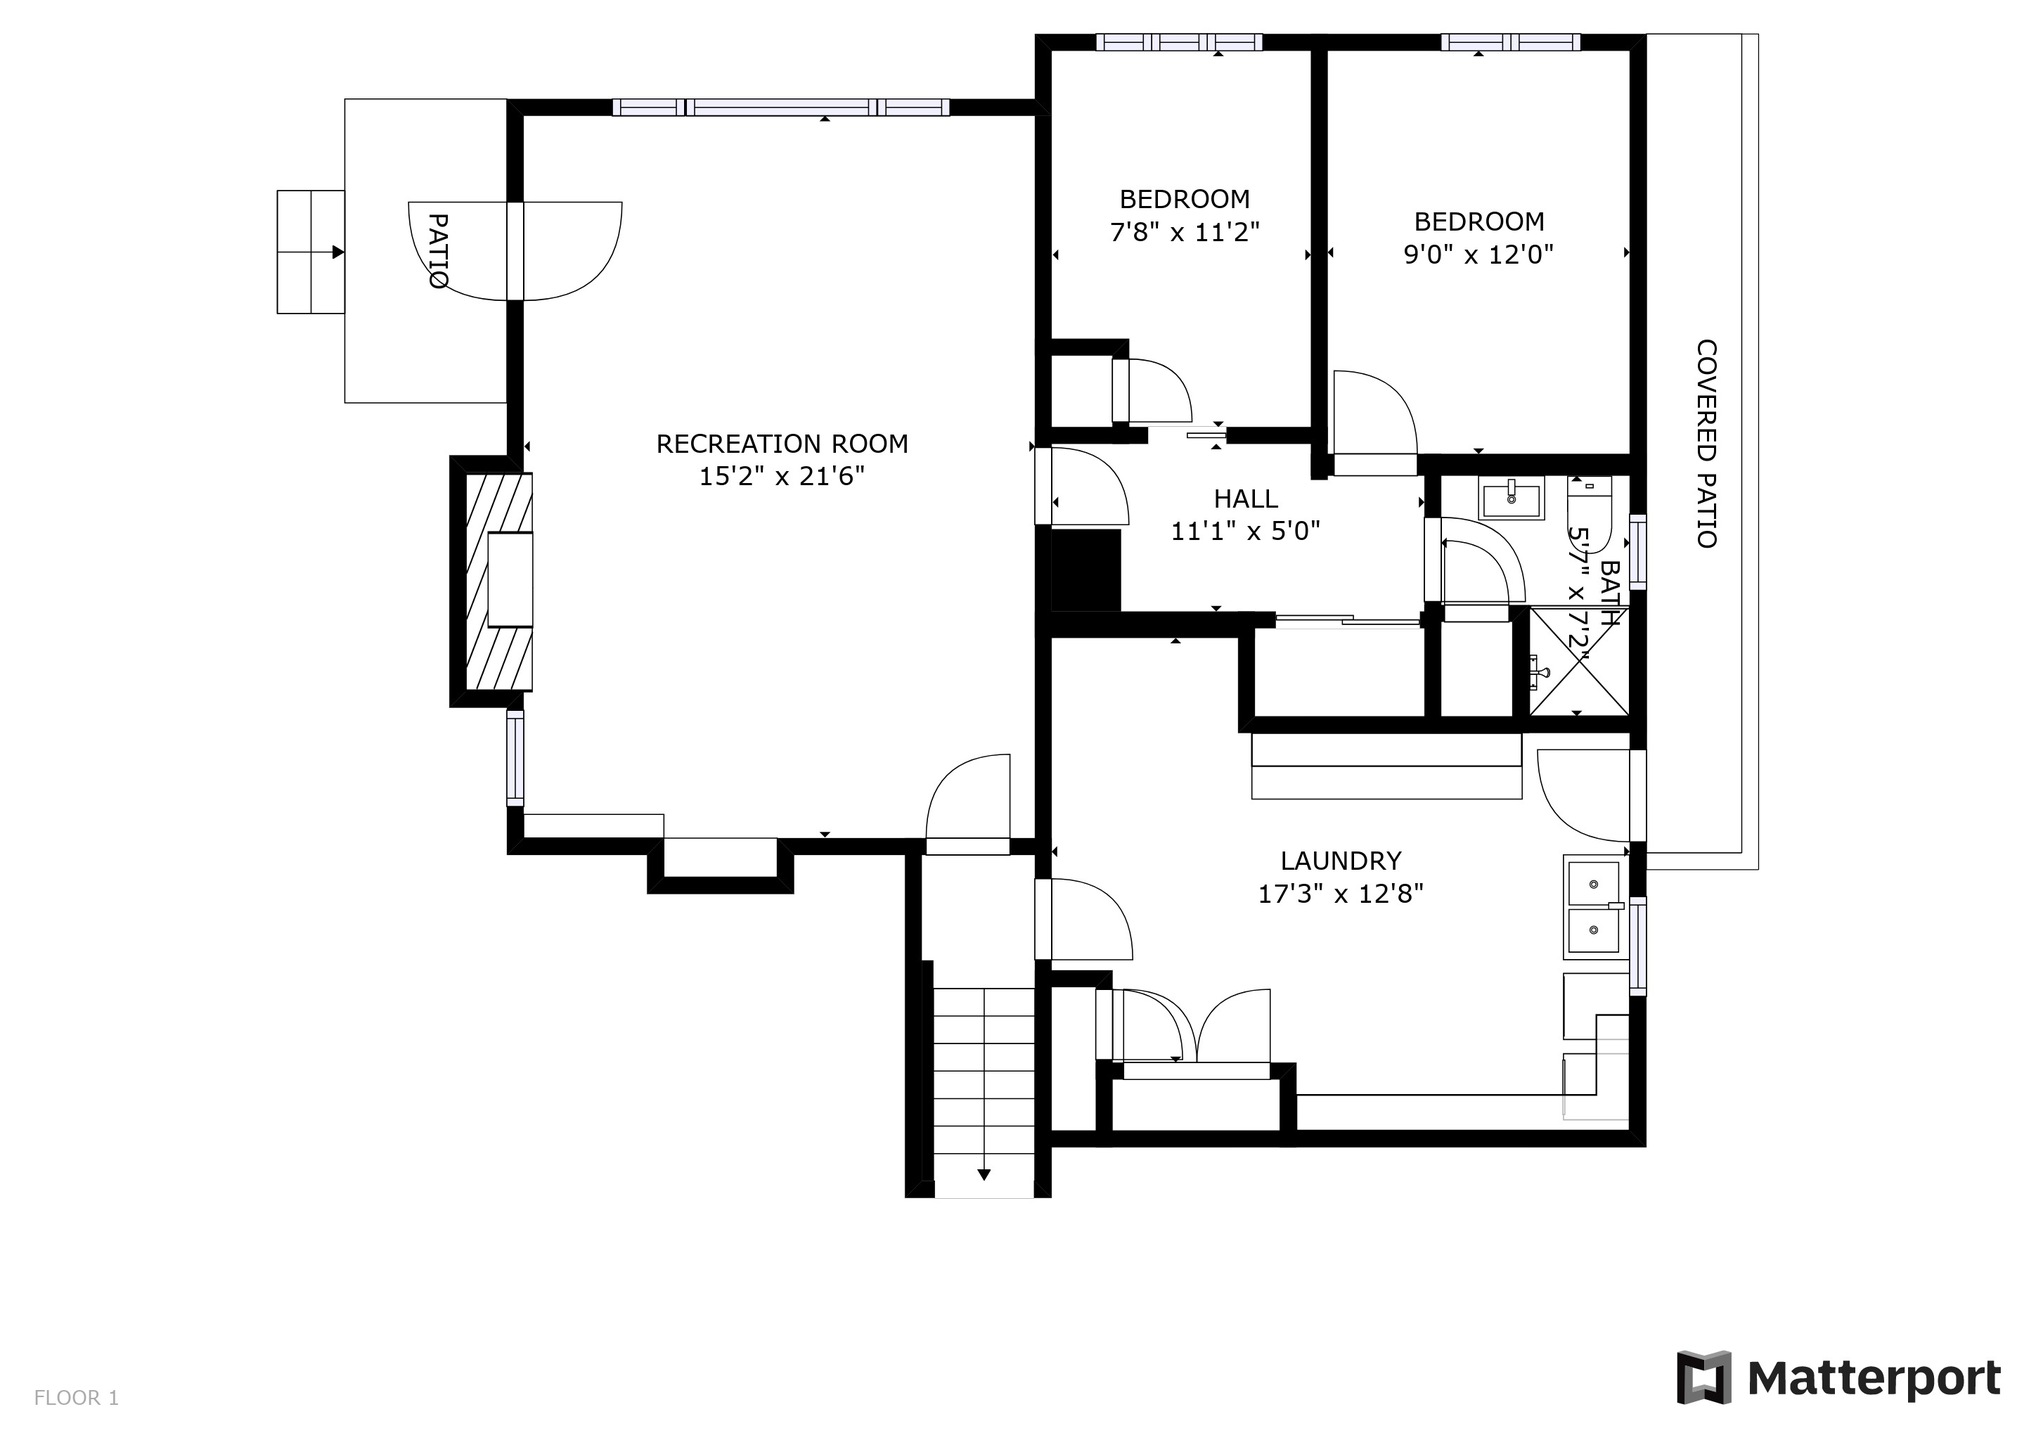 BEDROOM
7'8" x 11'2"
BEDROOM
9'0" x 12'0"
PATIO
COVERED PATIO
RECREATION ROOM
15'2" x 21'6"
HALL
11'1" x 5'0"
BATH
5'7" x 7'2"
LAUNDRY
17'3" x 12'8"
FLOOR 1
Matterport